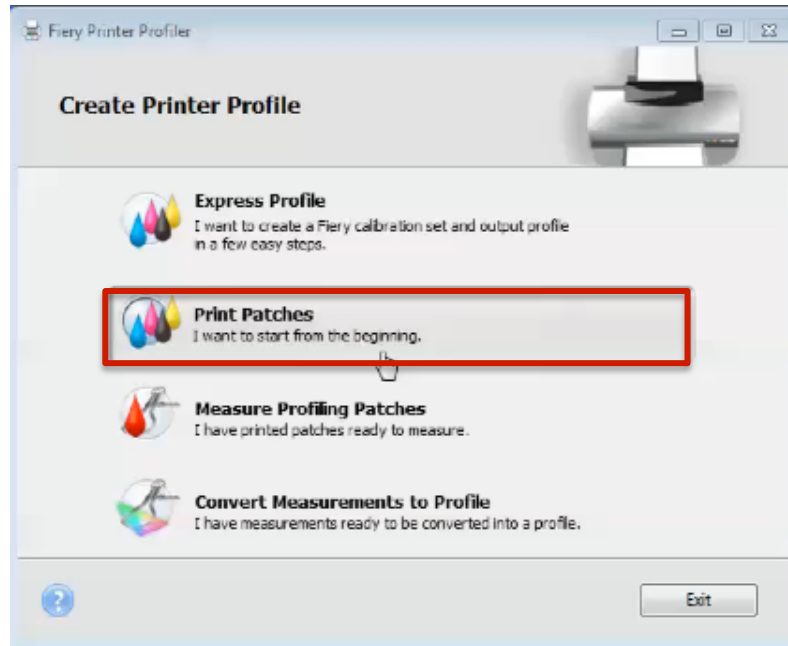 Fiery Printer Profiler
Create Printer Profile
Express Profile
I want to create a Fiery calibration set and output profile
in a few easy steps.
Print Patches
I want to start from the beginning.
Measure Profiling Patches
I have printed patches ready to measure.
Convert Measurements to Profile
I have measurements ready to be converted into a profile.
?
Exit